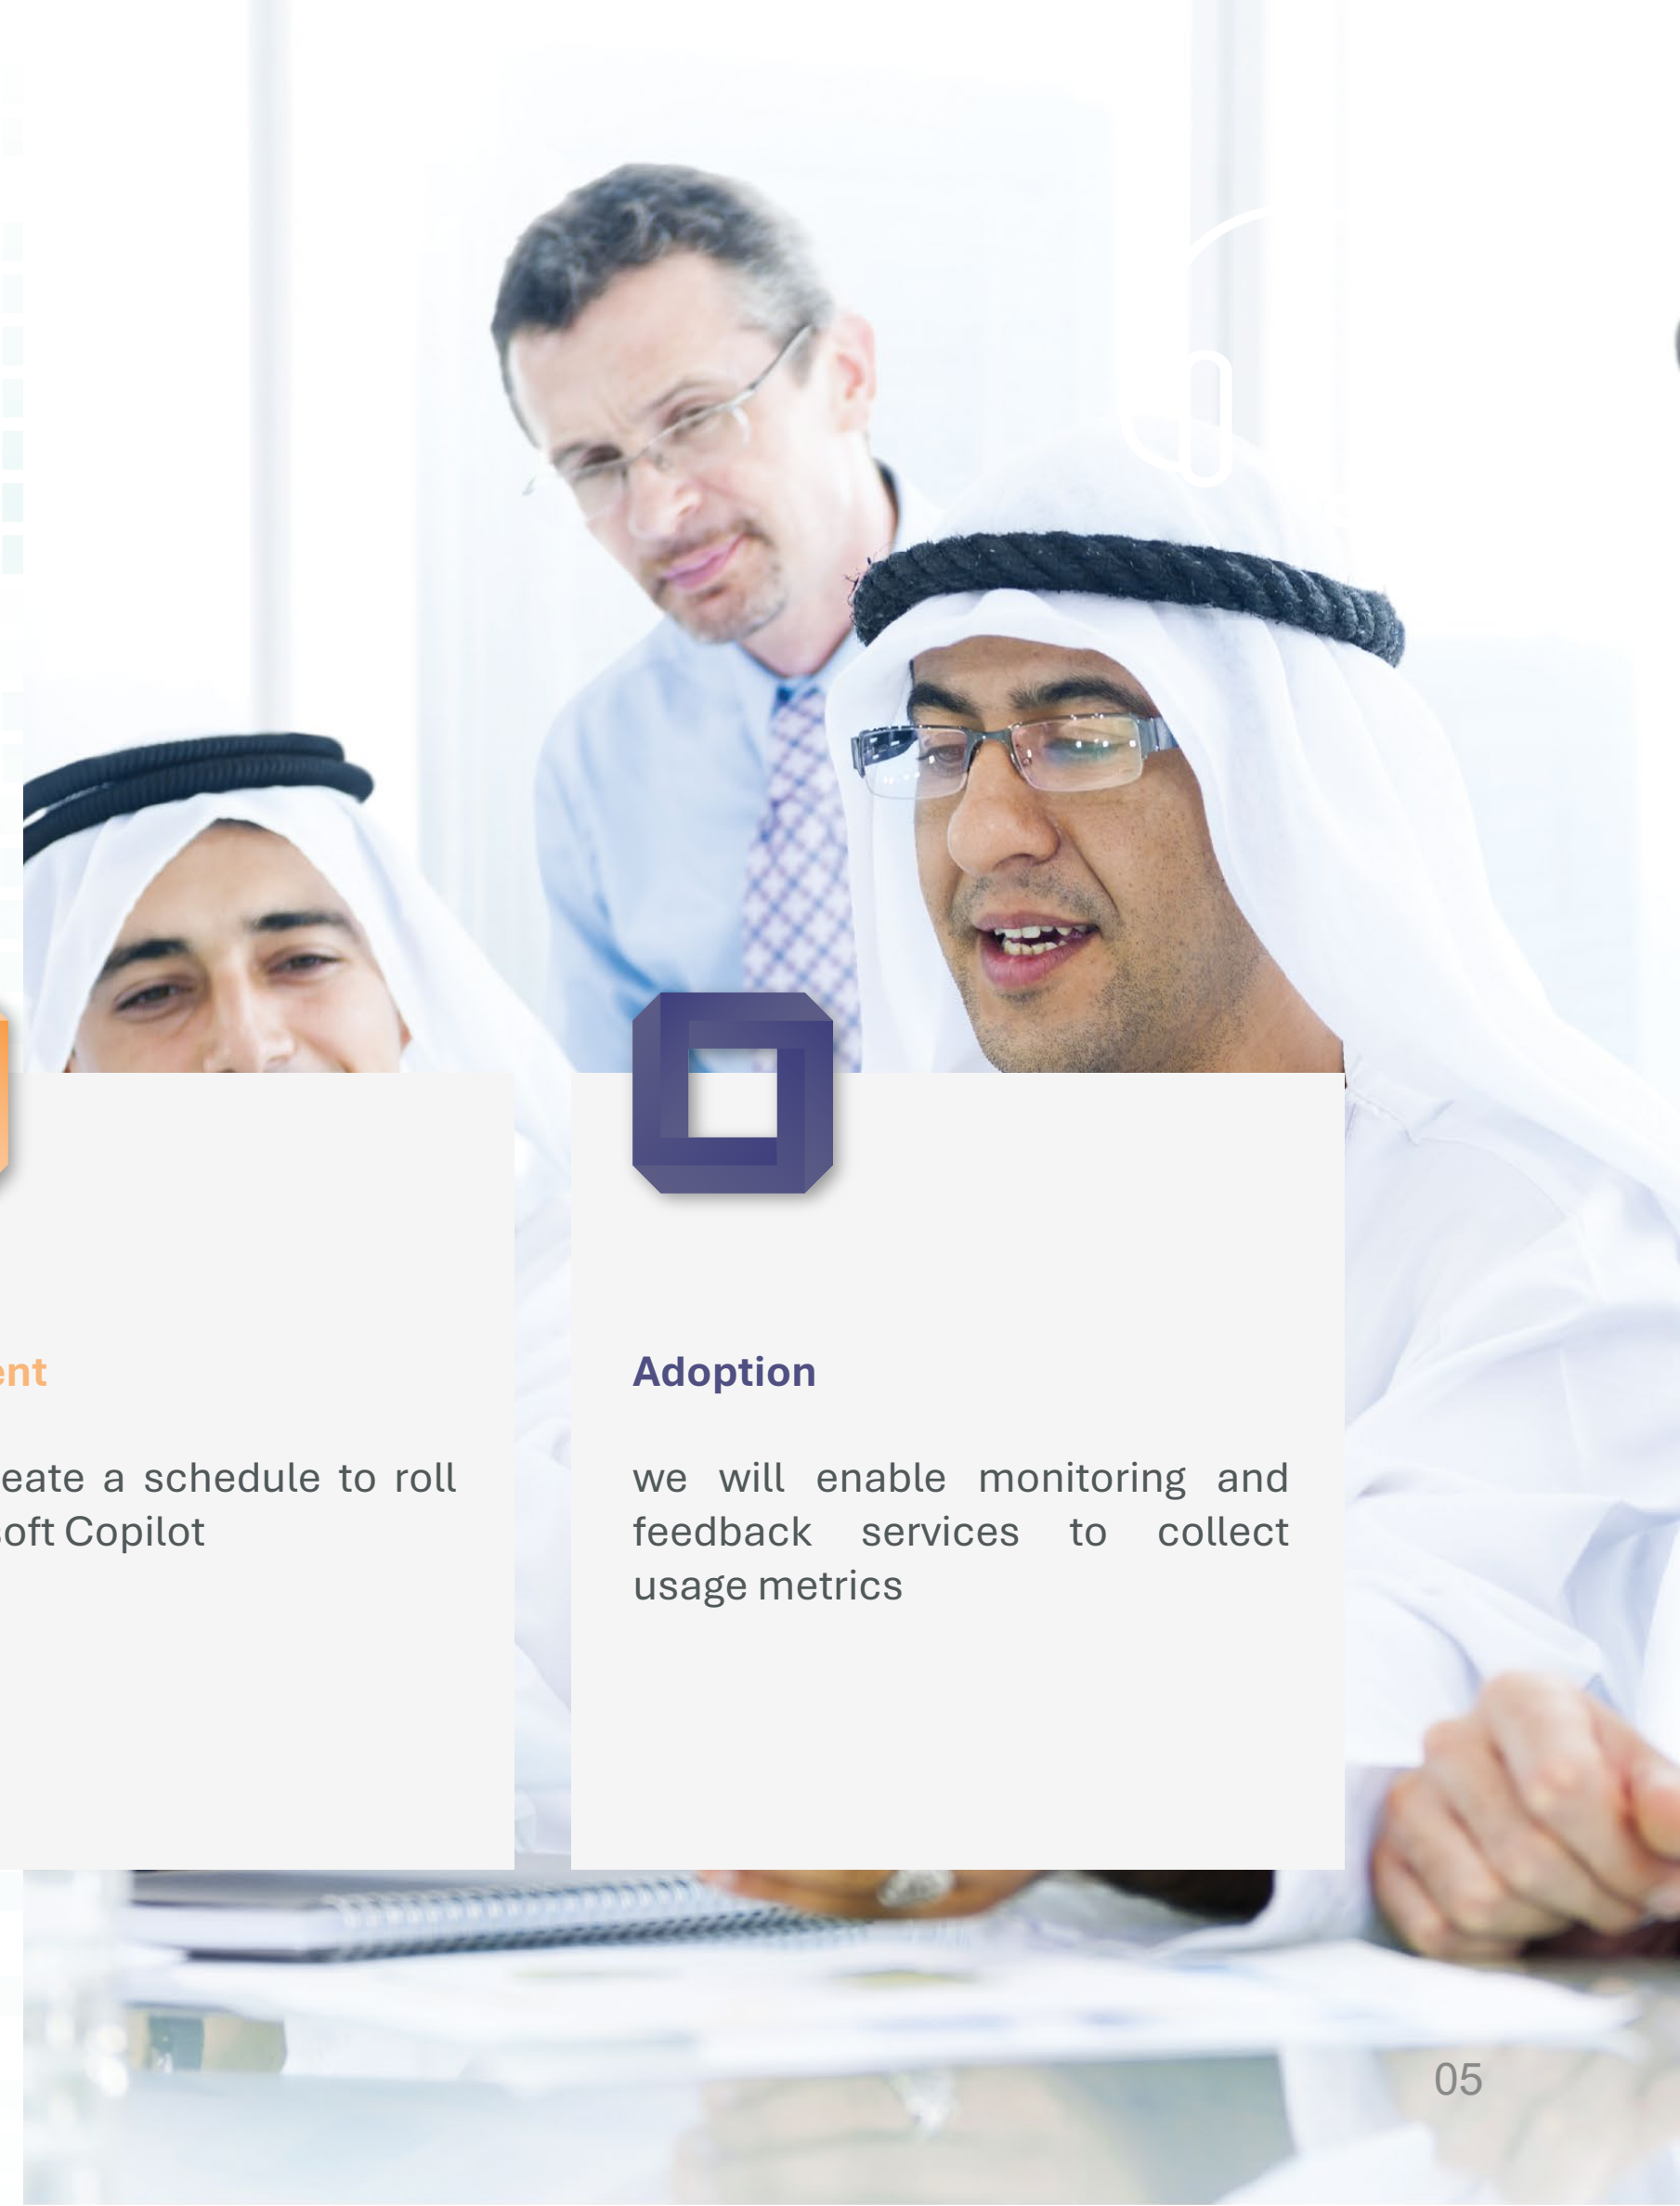 ent
eate a schedule to roll
soft Copilot
Adoption
we will enable monitoring and
feedback services to collect
usage metrics
05